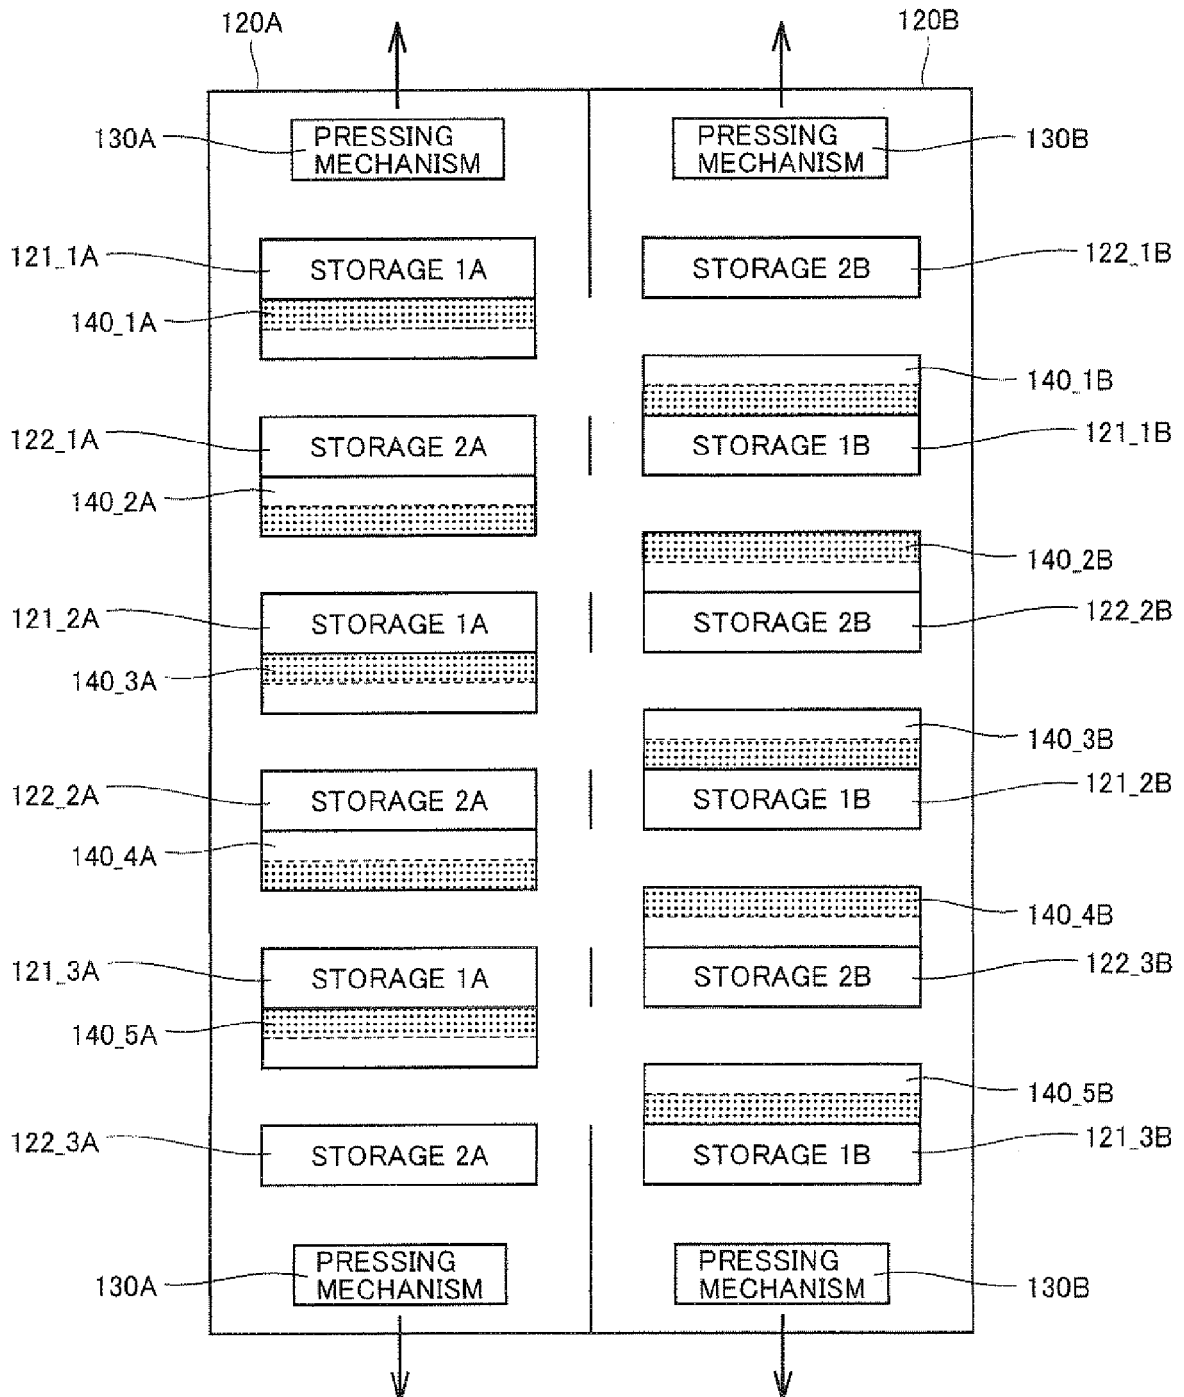 120A
120B
130A
PRESSING
MECHANISM
PRESSING
MECHANISM
130B
121_1A
STORAGE 1A
STORAGE 2B
122_1B
140_1A
140_1B
122_1A
STORAGE 2A
STORAGE 1B
121_1B
140_2A
140_2B
121_2A
STORAGE 1A
STORAGE 2B
122_2B
140_3A
140_3B
122_2A
STORAGE 2A
STORAGE 1B
121_2B
140_4A
140_4B
121_3A
STORAGE 1A
STORAGE 2B
122_3B
140_5A
140_5B
122_3A
STORAGE 2A
STORAGE 1B
121_3B
130A
PRESSING
MECHANISM
PRESSING
MECHANISM
130B